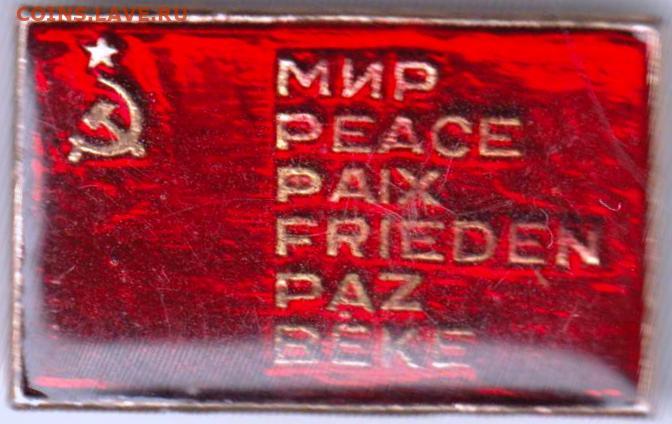 COINS.LAVE.RU
МИР
PEACE
PAIX
FRIEDEN
PAZ
BÉKE